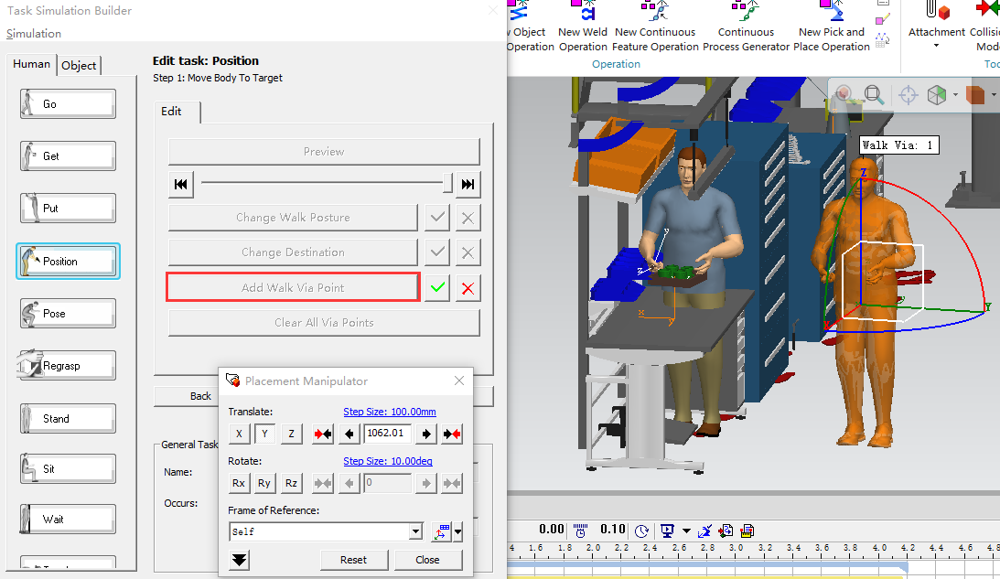 Task Simulation Builder
Simulation
Human
Object
Go
Get
Put
Position
Pose
Regrasp
Stand
Sit
Wait
Edit task: Position
Step 1: Move Body To Target
Edit
Preview
Change Walk Posture
Change Destination
Add Walk Via Point
Clear All Via Points
Back
General Task
Name:
Occurs:
Placement Manipulator
Translate:
Step Size: 100.00mm
X
Y
Z
1062.01
Rotate:
Step Size: 10.00deg
Rx
Ry
Rz
0
Frame of Reference:
Self
Reset
Close
Object
Operation
New Weld
Operation
New Continuous
Feature Operation
Continuous
Process Generator
New Pick and
Place Operation
Attachment
Operation
Walk Via: 1
Z
Y
y
z
x
y
0.00
0.10
1.6
1.8
2.0
2.2
2.4
2.6
2.8
3.0
3.2
3.4
3.6
3.8
4.0
4.2
4.4
4.6